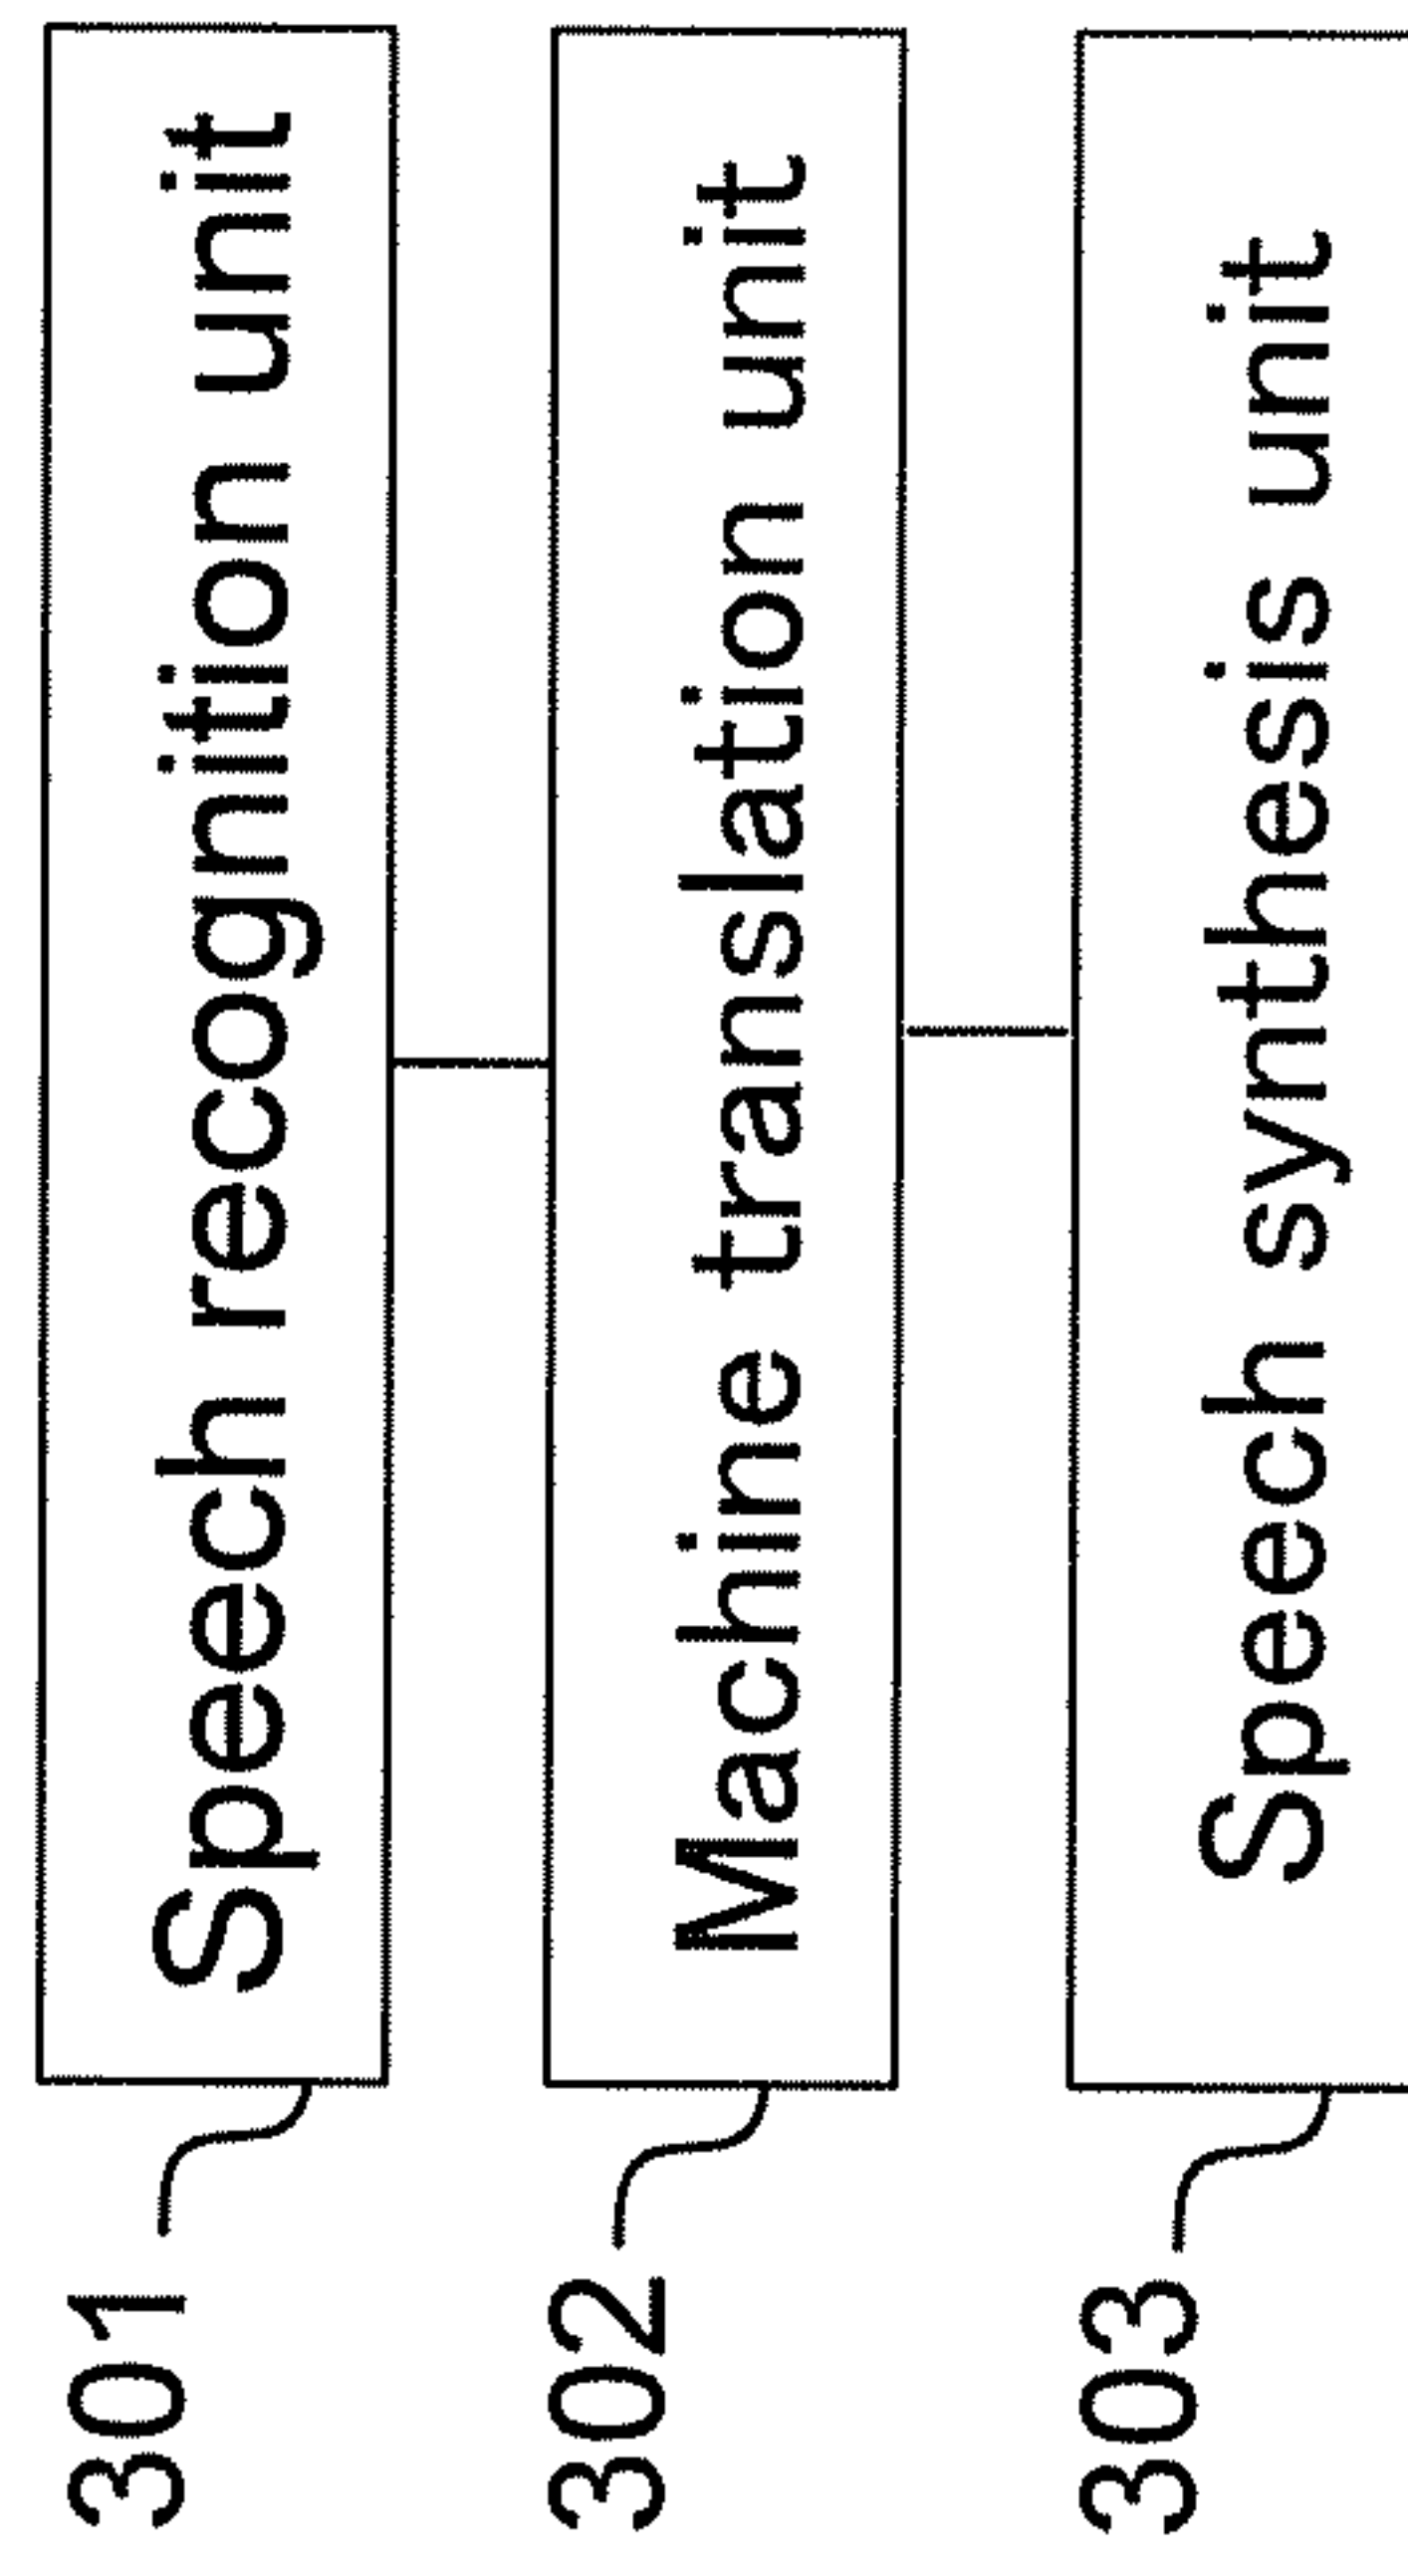 301 Speech recognition unit
302 Machine translation unit
303 Speech synthesis unit